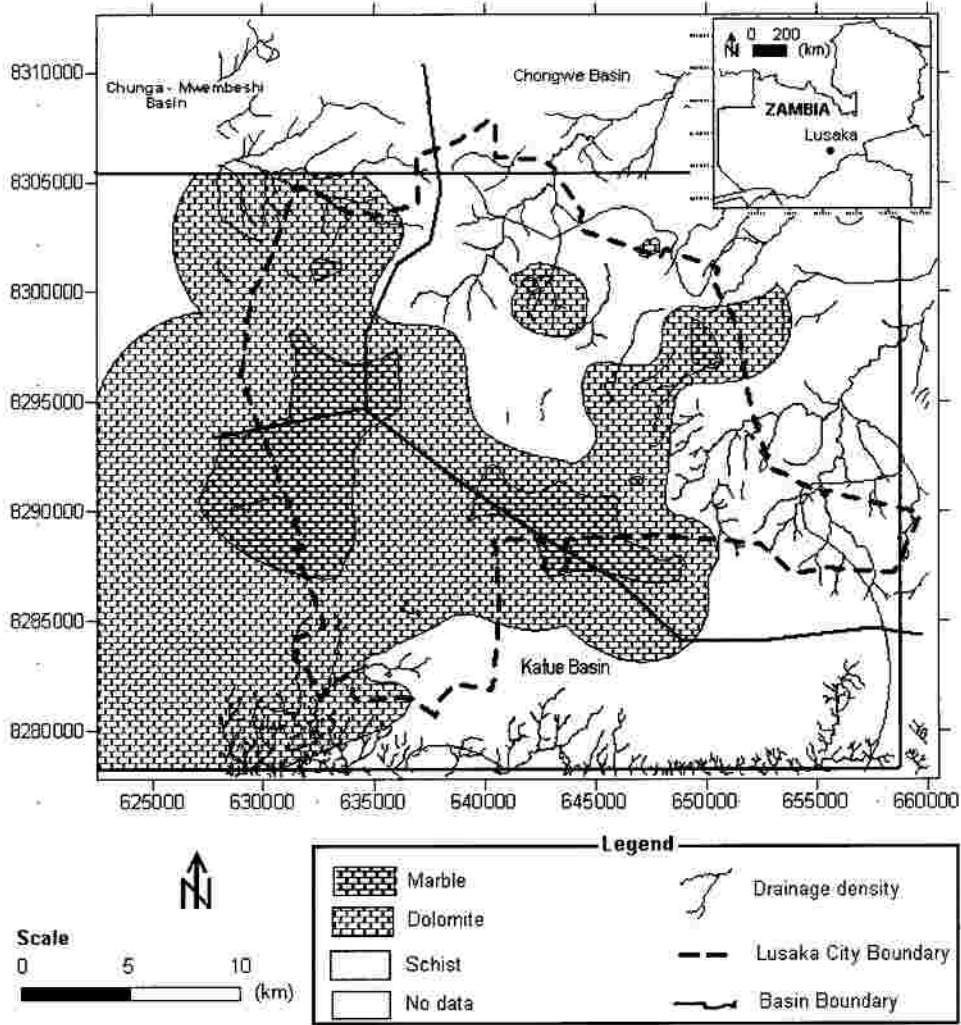 0 200
N (km)
ZAMBIA
Lusaka
8310000
Chunga - Mwembeshi
Basin
Chongwe Basin
8305000
8300000
8295000
8290000
8285000
Kafue Basin
8280000
625000 630000 635000 640000 645000 650000 655000 660000
N
Scale
0 5 10
(km)
Legend
Marble
Dolomite
Schist
No data
Drainage density
Lusaka City Boundary
Basin Boundary